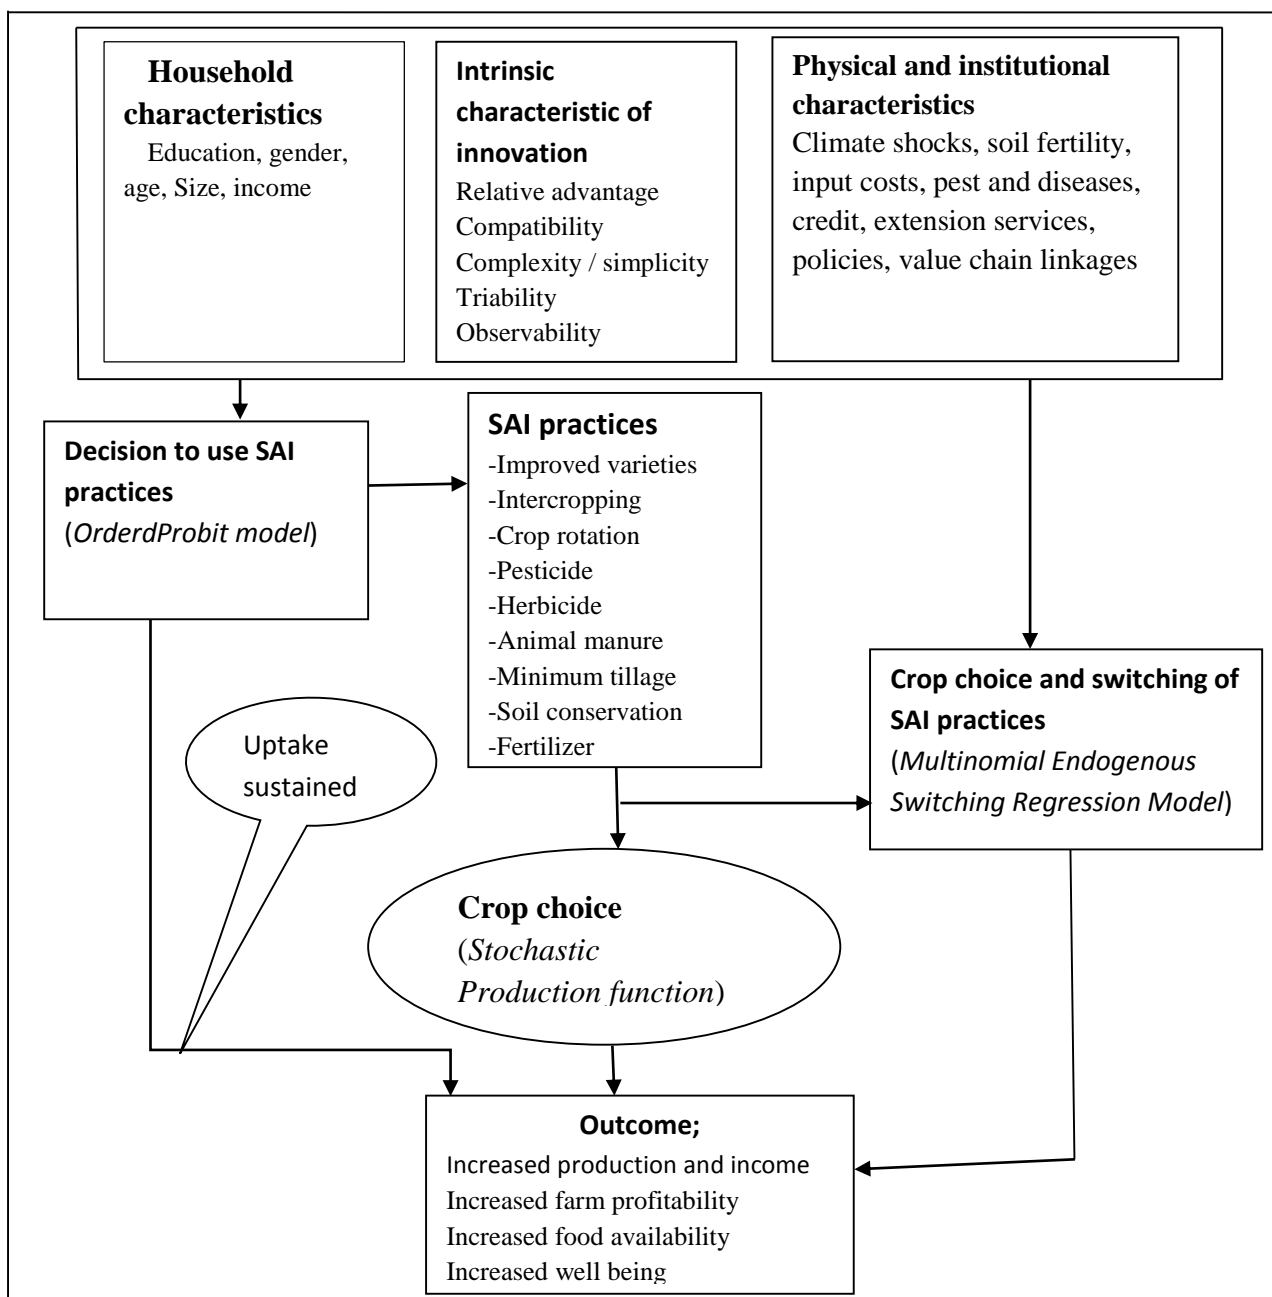 Household
characteristics
Education, gender,
age, Size, income
Intrinsic
characteristic of
innovation
Relative advantage
Compatibility
Complexity / simplicity
Triability
Observability
Physical and institutional
characteristics
Climate shocks, soil fertility,
input costs, pest and diseases,
credit, extension services,
policies, value chain linkages
Decision to use SAI
practices
(OrderdProbit model)
SAI practices
-Improved varieties
-Intercropping
-Crop rotation
-Pesticide
-Herbicide
-Animal manure
-Minimum tillage
-Soil conservation
-Fertilizer
Crop choice and switching of
SAI practices
(Multinomial Endogenous
Switching Regression Model)
Uptake
sustained
Crop choice
(Stochastic
Production function)
Outcome;
Increased production and income
Increased farm profitability
Increased food availability
Increased well being